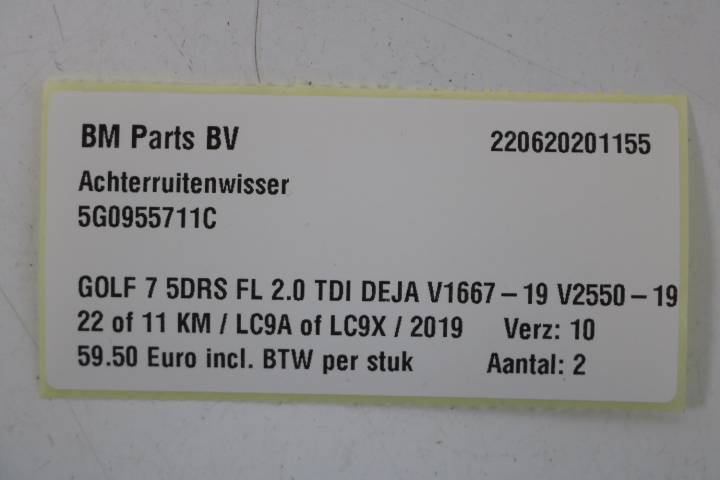 BM Parts BV 220620201155
Achterruitenwisser
5G0955711C
GOLF 7 5DRS FL 2.0 TDI DEJA V1667-19 V2550-19
22 of 11 KM / LC9A of LC9X / 2019 Verz: 10
59.50 Euro incl. BTW per stuk Aantal: 2